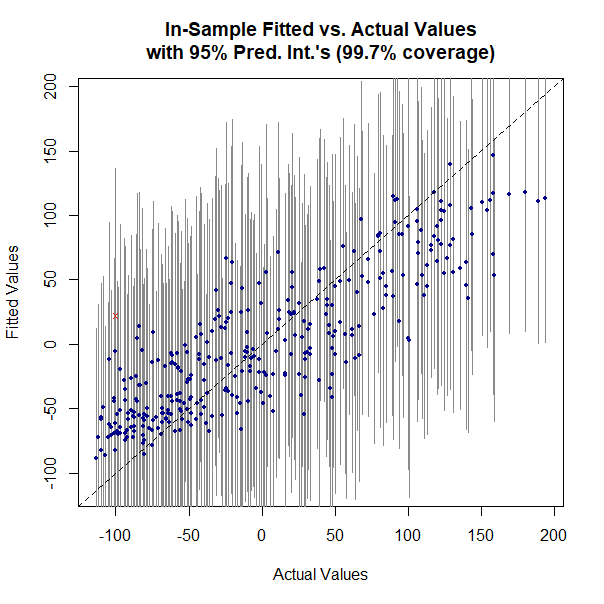 In-Sample Fitted vs. Actual Values
with 95% Pred. Int.'s (99.7% coverage)
200
150
100
50
0
-50
-100
Fitted Values
-100 -50 0 50 100 150 200
Actual Values